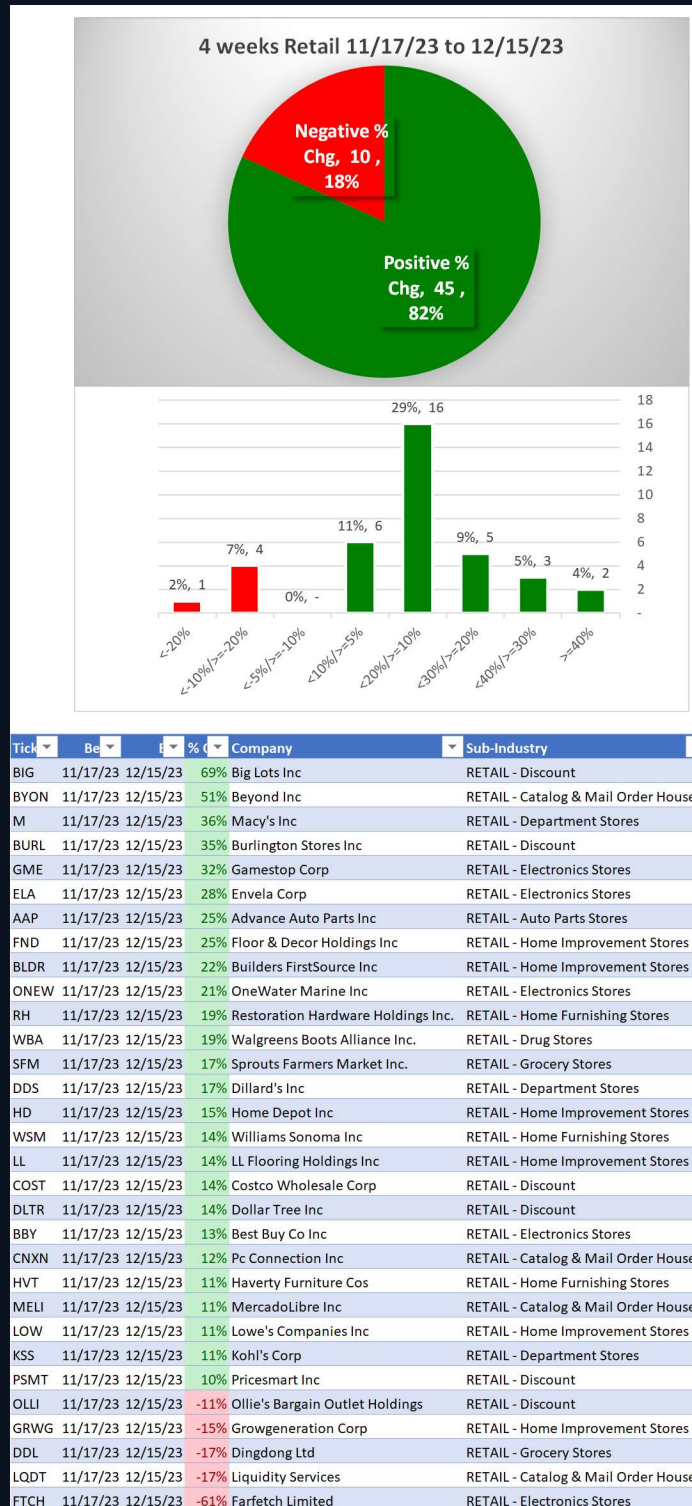 4 weeks Retail 11/17/23 to 12/15/23
Negative %
Chg, 10 ,
18%
Positive %
Chg, 45 ,
82%
18
16
14
12
10
8
6
4
2
-
2%, 1
7%, 4
0%, -
11%, 6
29%, 16
9%, 5
5%, 3
4%, 2
<-20%
<-10%/>=-20%
<-5%/>=-10%
<10%/>=5%
<20%/>=10%
<30%/>=20%
<40%/>=30%
>=40%
Tick Be E % C Company Sub-Industry
BIG 11/17/23 12/15/23 69% Big Lots Inc RETAIL - Discount
BYON 11/17/23 12/15/23 51% Beyond Inc RETAIL - Catalog & Mail Order House
M 11/17/23 12/15/23 36% Macy's Inc RETAIL - Department Stores
BURL 11/17/23 12/15/23 35% Burlington Stores Inc RETAIL - Discount
GME 11/17/23 12/15/23 32% Gamestop Corp RETAIL - Electronics Stores
ELA 11/17/23 12/15/23 28% Envela Corp RETAIL - Electronics Stores
AAP 11/17/23 12/15/23 25% Advance Auto Parts Inc RETAIL - Auto Parts Stores
FND 11/17/23 12/15/23 25% Floor & Decor Holdings Inc RETAIL - Home Improvement Stores
BLDR 11/17/23 12/15/23 22% Builders FirstSource Inc RETAIL - Home Improvement Stores
ONEW 11/17/23 12/15/23 21% OneWater Marine Inc RETAIL - Electronics Stores
RH 11/17/23 12/15/23 19% Restoration Hardware Holdings Inc. RETAIL - Home Furnishing Stores
WBA 11/17/23 12/15/23 19% Walgreens Boots Alliance Inc. RETAIL - Drug Stores
SFM 11/17/23 12/15/23 17% Sprouts Farmers Market Inc. RETAIL - Grocery Stores
DDS 11/17/23 12/15/23 17% Dillard's Inc RETAIL - Department Stores
HD 11/17/23 12/15/23 15% Home Depot Inc RETAIL - Home Improvement Stores
WSM 11/17/23 12/15/23 14% Williams Sonoma Inc RETAIL - Home Furnishing Stores
LL 11/17/23 12/15/23 14% LL Flooring Holdings Inc RETAIL - Home Improvement Stores
COST 11/17/23 12/15/23 14% Costco Wholesale Corp RETAIL - Discount
DLTR 11/17/23 12/15/23 14% Dollar Tree Inc RETAIL - Discount
BBY 11/17/23 12/15/23 13% Best Buy Co Inc RETAIL - Electronics Stores
CNXN 11/17/23 12/15/23 12% Pc Connection Inc RETAIL - Catalog & Mail Order House
HVT 11/17/23 12/15/23 11% Haverty Furniture Cos RETAIL - Home Furnishing Stores
MELI 11/17/23 12/15/23 11% MercadoLibre Inc RETAIL - Catalog & Mail Order House
LOW 11/17/23 12/15/23 11% Lowe's Companies Inc RETAIL - Home Improvement Stores
KSS 11/17/23 12/15/23 11% Kohl's Corp RETAIL - Department Stores
PSMT 11/17/23 12/15/23 10% Pricesmart Inc RETAIL - Discount
OLLI 11/17/23 12/15/23 -11% Ollie's Bargain Outlet Holdings RETAIL - Discount
GRWG 11/17/23 12/15/23 -15% Growgeneration Corp RETAIL - Home Improvement Stores
DDL 11/17/23 12/15/23 -17% Dingdong Ltd RETAIL - Grocery Stores
LQDT 11/17/23 12/15/23 -17% Liquidity Services RETAIL - Catalog & Mail Order House
FTCH 11/17/23 12/15/23 -61% Farfetch Limited RETAIL - Electronics Stores